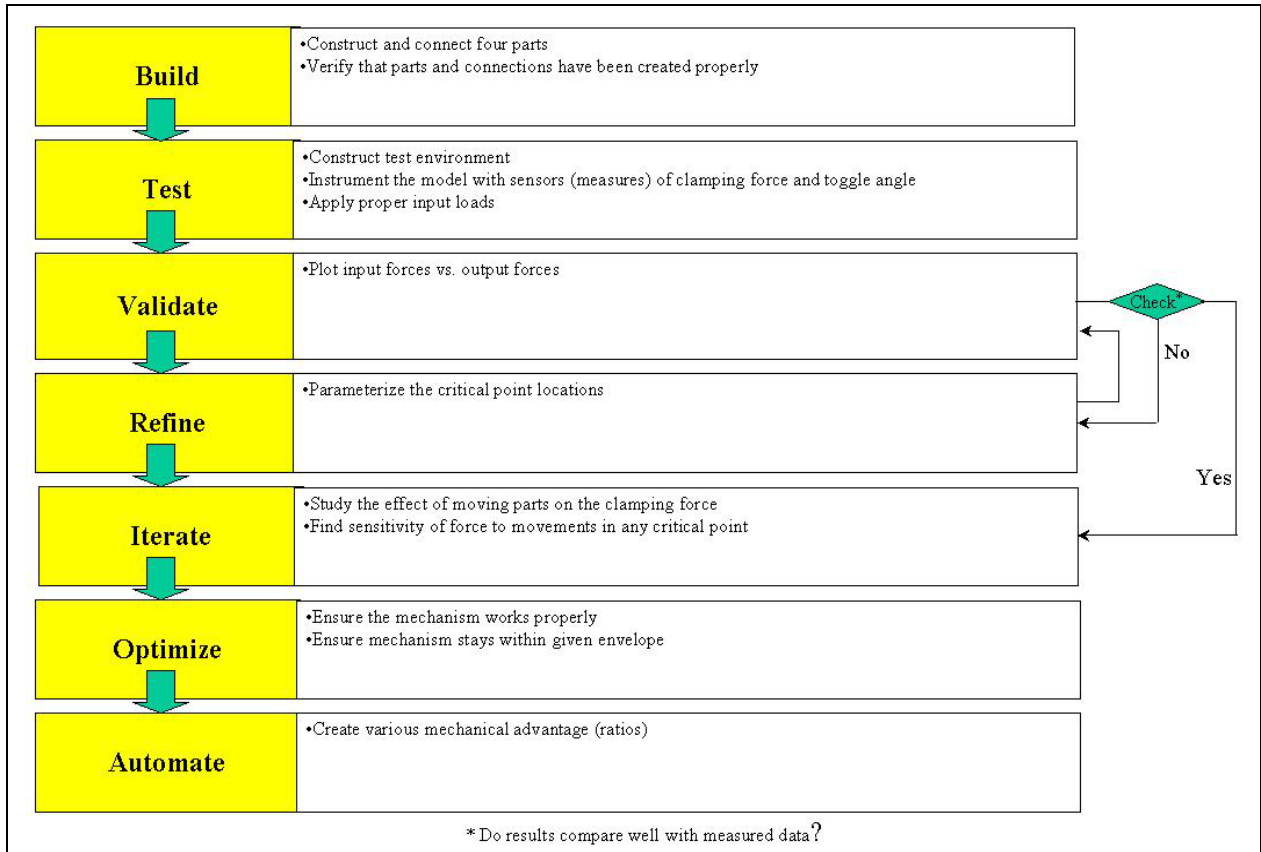 Build
•Construct and connect four parts
•Verify that parts and connections have been created properly
Test
•Construct test environment
•Instrument the model with sensors (measures) of clamping force and toggle angle
•Apply proper input loads
Validate
•Plot input forces vs. output forces
Check*
No
Refine
•Parameterize the critical point locations
Yes
Iterate
•Study the effect of moving parts on the clamping force
•Find sensitivity of force to movements in any critical point
Optimize
•Ensure the mechanism works properly
•Ensure mechanism stays within given envelope
Automate
•Create various mechanical advantage (ratios)
* Do results compare well with measured data?